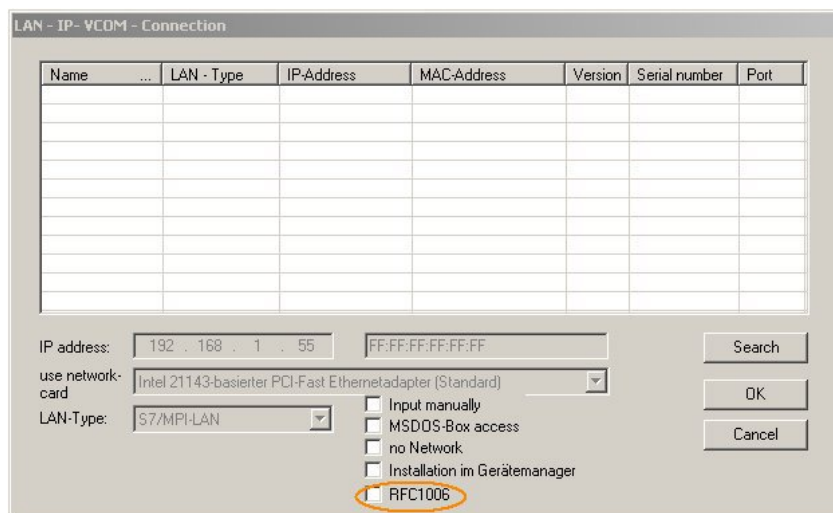 LAN - IP- VCOM - Connection
Name ... LAN - Type IP-Address MAC-Address Version Serial number Port
IP address: 192 . 168 . 1 . 55 FF:FF:FF:FF:FF:FF Search
use network-
card Intel 21143-basierter PCI-Fast Ethernetadapter (Standard)
OK
LAN-Type: S7/MPI-LAN
Input manually
MSDOS-Box access
Cancel
no Network
Installation im Gerätemanager
RFC1006